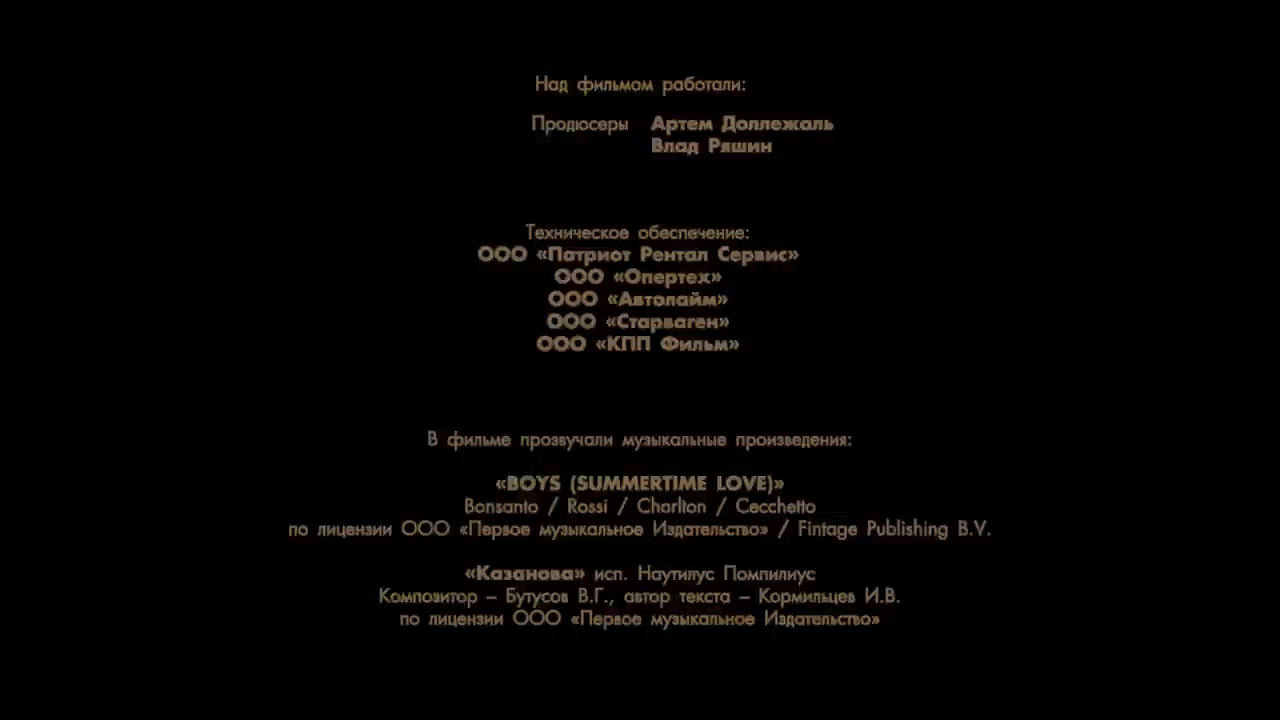 Над фильмом работали:
Продюсеры Артем Доллежаль
Влад Ряшин
Техническое обеспечение:
ООО «Патриот Рентал Сервис»
ООО «Опертех»
ООО «Автолайм»
ООО «Старваген»
ООО «КПП Фильм»
В фильме прозвучали музыкальные произведения:
«BOYS (SUMMERTIME LOVE)»
Bonsanto / Rossi / Charlton / Cecchetto
по лицензии ООО «Первое музыкальное Издательство» / Fintage Publishing B.V.
«Казанова» исп. Наутилус Помпилиус
Композитор – Бутусов В.Г., автор текста – Кормильцев И.В.
по лицензии ООО «Первое музыкальное Издательство»